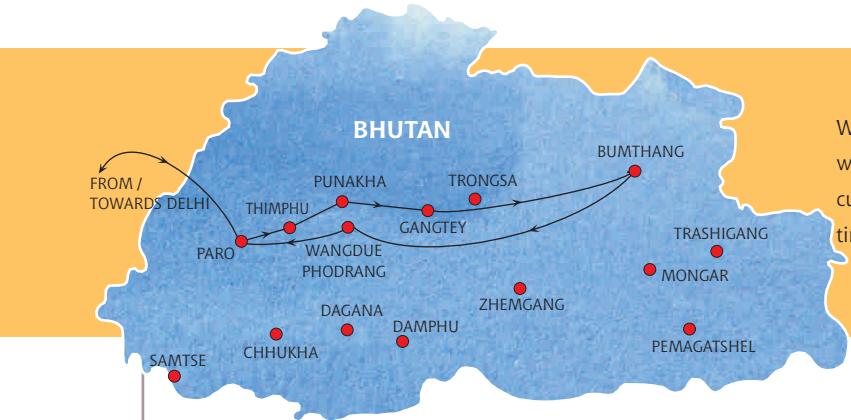 BHUTAN
BUMTHANG
PUNAKHA
TRONGSA
FROM /
TOWARDS DELHI
THIMPHU
GANGTEY
PARO
WANGDUE
PHODRANG
TRASHIGANG
MONGAR
ZHEMGANG
DAGANA
DAMPHU
CHHUKHA
PEMAGATSHEL
SAMTSE